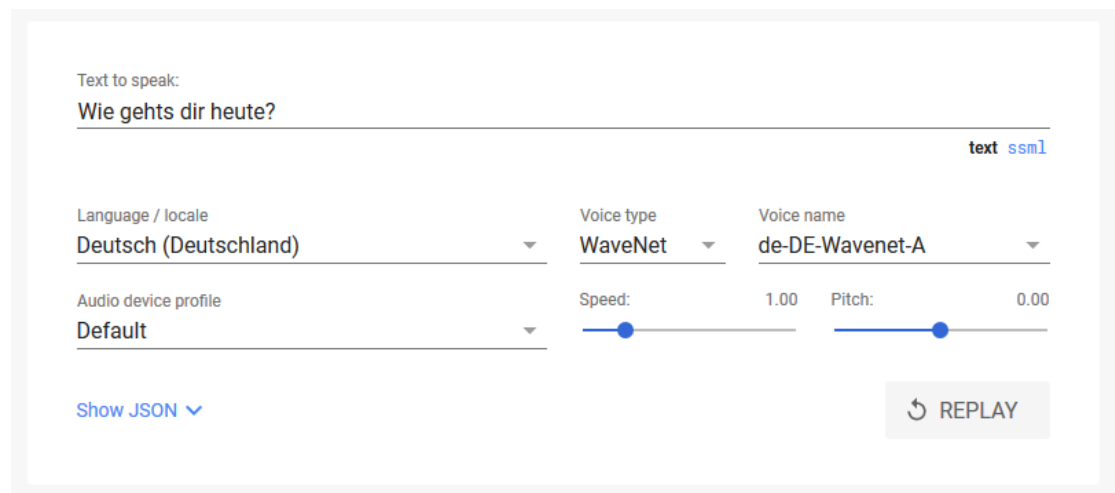 Text to speak:
Wie gehts dir heute?
text ssml
Language / locale
Voice type
Voice name
Deutsch (Deutschland)
WaveNet
de-DE-Wavenet-A
Audio device profile
Speed: 1.00
Pitch: 0.00
Default
Show JSON
REPLAY